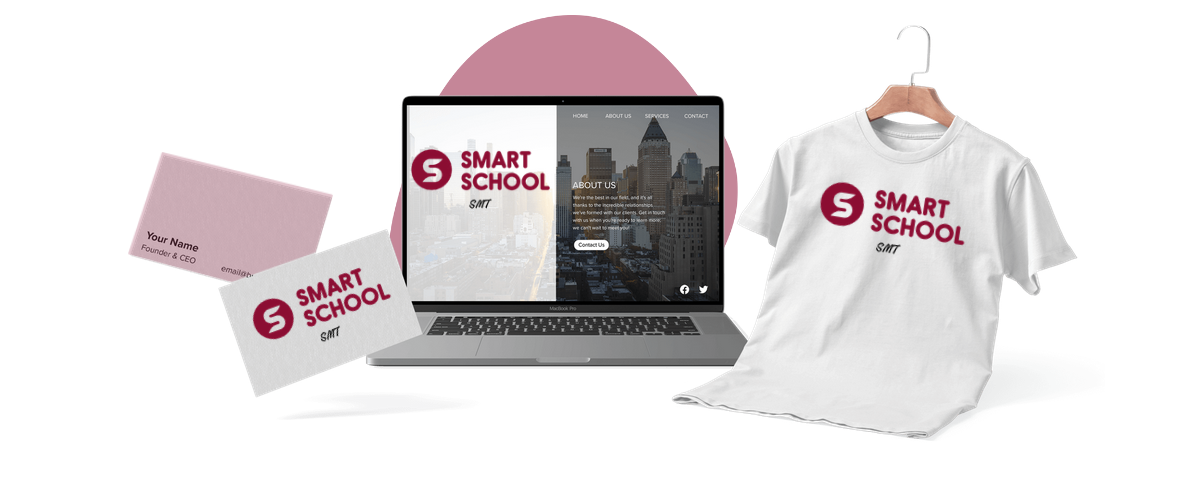 Your Name
Founder & CEO
SMART
SCHOOL
SMT
SMART
SCHOOL
SMT
HOME ABOUT US SERVICES CONTACT
ABOUT US
We're the best in our field, and it's all
thanks to the incredible relationships
we've formed with our clients. Get in touch
with us when you're ready to learn more;
we can't wait to meet you!
Contact Us
MacBook Pro
SMART
SCHOOL
SMT